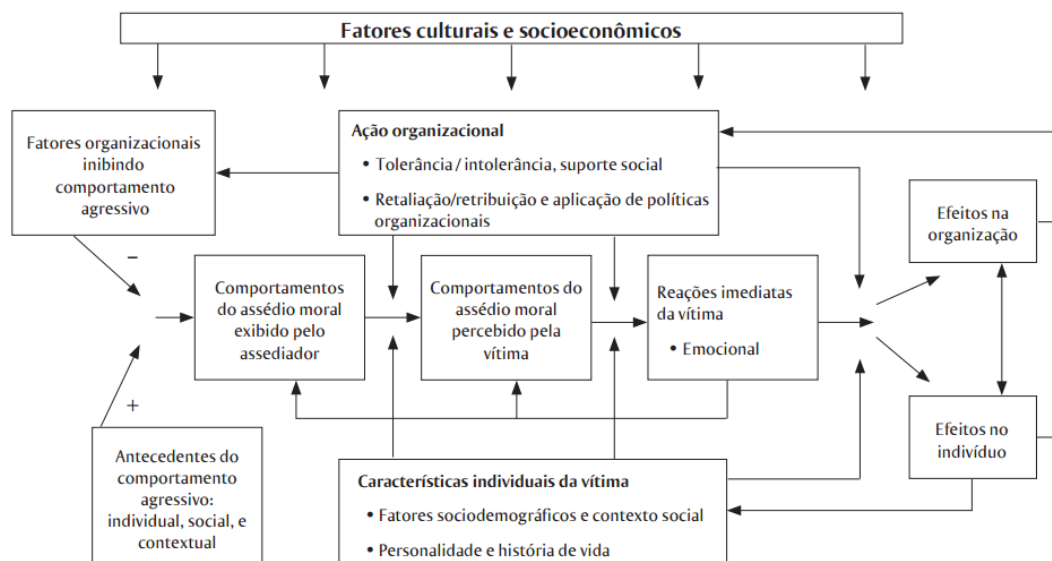 Fatores culturais e socioeconômicos
Fatores organizacionais
inibindo
comportamento
agressivo
Ação organizacional
• Tolerância / intolerância, suporte social
• Retaliação/retribuição e aplicação de políticas
organizacionais
Efeitos na
organização
–
Comportamentos
do assédio moral
exibido pelo
assediador
Comportamentos do
assédio moral
percebido pela
vítima
Reações imediatas
da vítima
• Emocional
+
Antecedentes do
comportamento
agressivo:
individual, social, e
contextual
Características individuais da vítima
• Fatores sociodemográficos e contexto social
• Personalidade e história de vida
Efeitos no
indivíduo